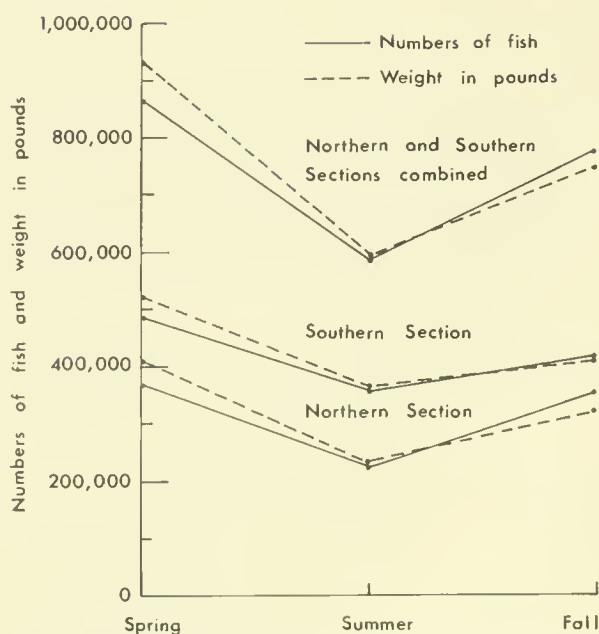 1,000,000
Numbers of fish
Weight in pounds
Northern and Southern
Sections combined
800,000
600,000
Southern Section
400,000
Northern Section
200,000
0
Numbers of fish and weight in pounds
Spring
Summer
Fall